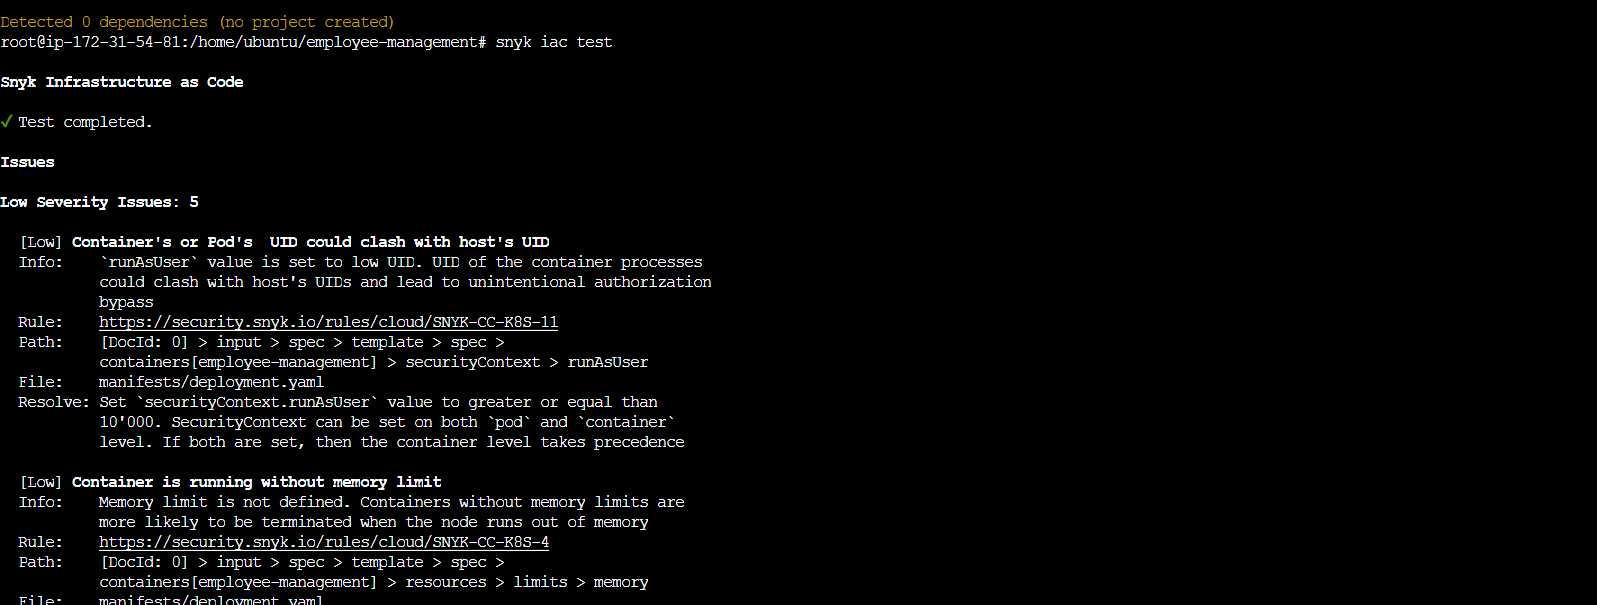 Detected 0 dependencies (no project created)
root@ip-172-31-54-81:/home/ubuntu/employee-management# snyk iac test
Snyk Infrastructure as Code
✓ Test completed.
Issues
Low Severity Issues: 5
[Low] Container's or Pod's  UID could clash with host's UID
Info:    `runAsUser` value is set to low UID. UID of the container processes
could clash with host's UIDs and lead to unintentional authorization
bypass
Rule:    https://security.snyk.io/rules/cloud/SNYK-CC-K8S-11
Path:    [DocId: 0] > input > spec > template > spec >
containers[employee-management] > securityContext > runAsUser
File:    manifests/deployment.yaml
Resolve: Set `securityContext.runAsUser` value to greater or equal than
10'000. SecurityContext can be set on both `pod` and `container`
level. If both are set, then the container level takes precedence
[Low] Container is running without memory limit
Info:    Memory limit is not defined. Containers without memory limits are
more likely to be terminated when the node runs out of memory
Rule:    https://security.snyk.io/rules/cloud/SNYK-CC-K8S-4
Path:    [DocId: 0] > input > spec > template > spec >
containers[employee-management] > resources > limits > memory
File:    manifests/deployment.yaml